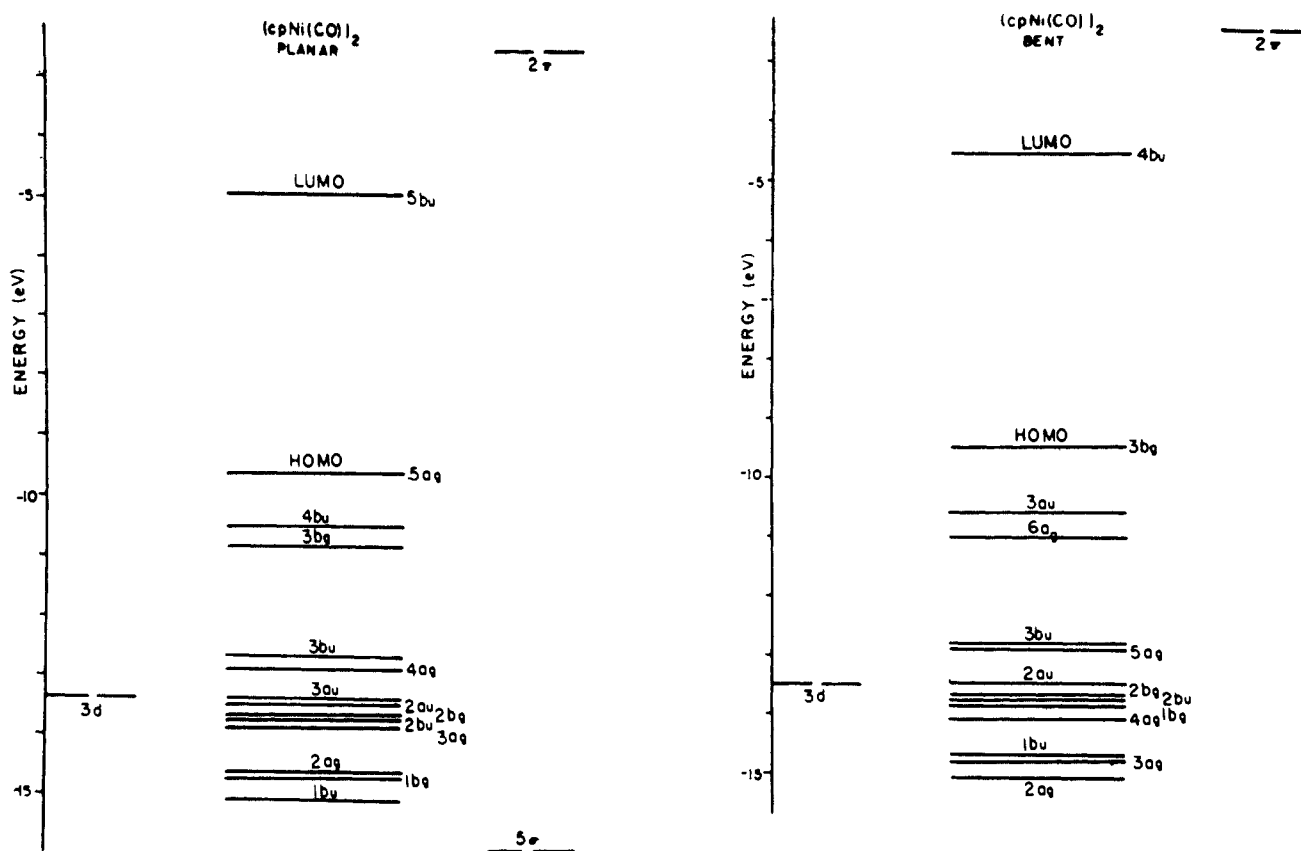 (cpNi(CO))2
PLANAR
2π
LUMO
5bu
-5
ENERGY (eV)
HOMO
5ag
-10
4bu
3bg
3bu
4ag
3d
3au
2au
2bg
2bu
3ag
2ag
1bg
-15
1bu
5σ
(cpNi(CO))2
BENT
2π
LUMO
4bu
-5
ENERGY (eV)
HOMO
3bg
-10
3au
6ag
3bu
5ag
3d
2au
2bg
2bu
1bg
4ag
1bu
3ag
-15
2ag